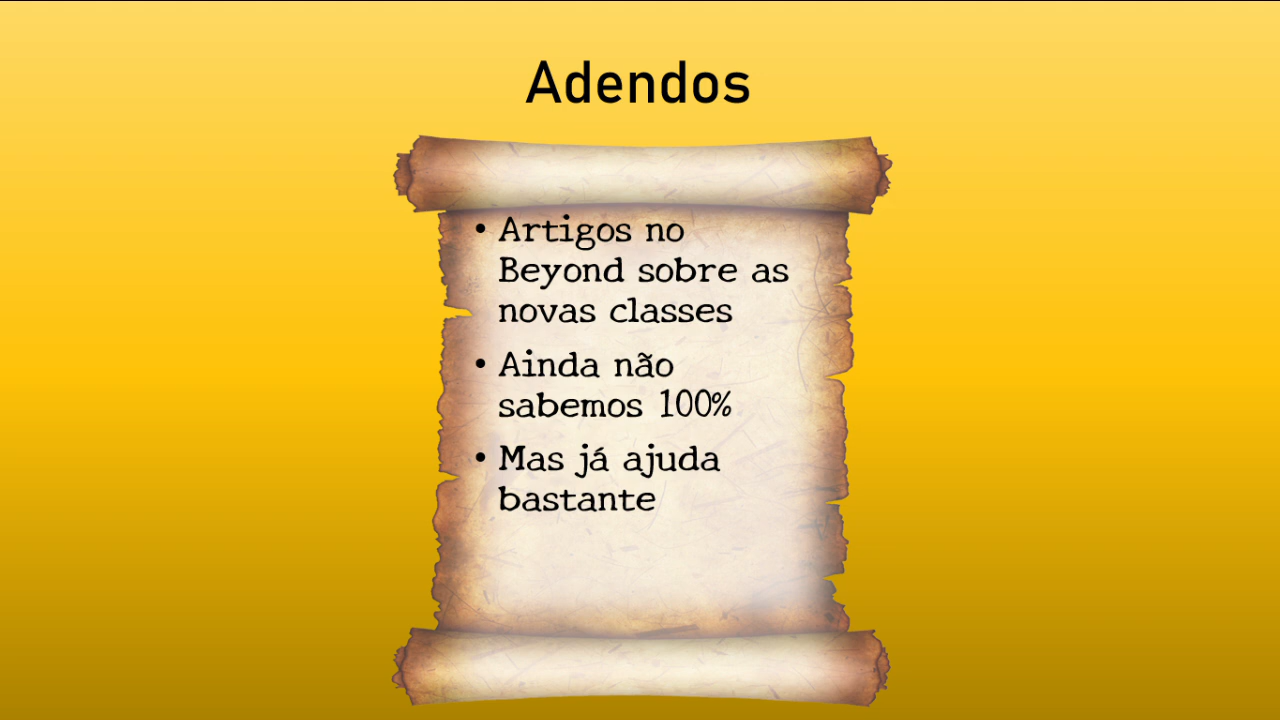 Adendos
• Artigos no
Beyond sobre as
novas classes
• Ainda não
sabemos 100%
• Mas já ajuda
bastante